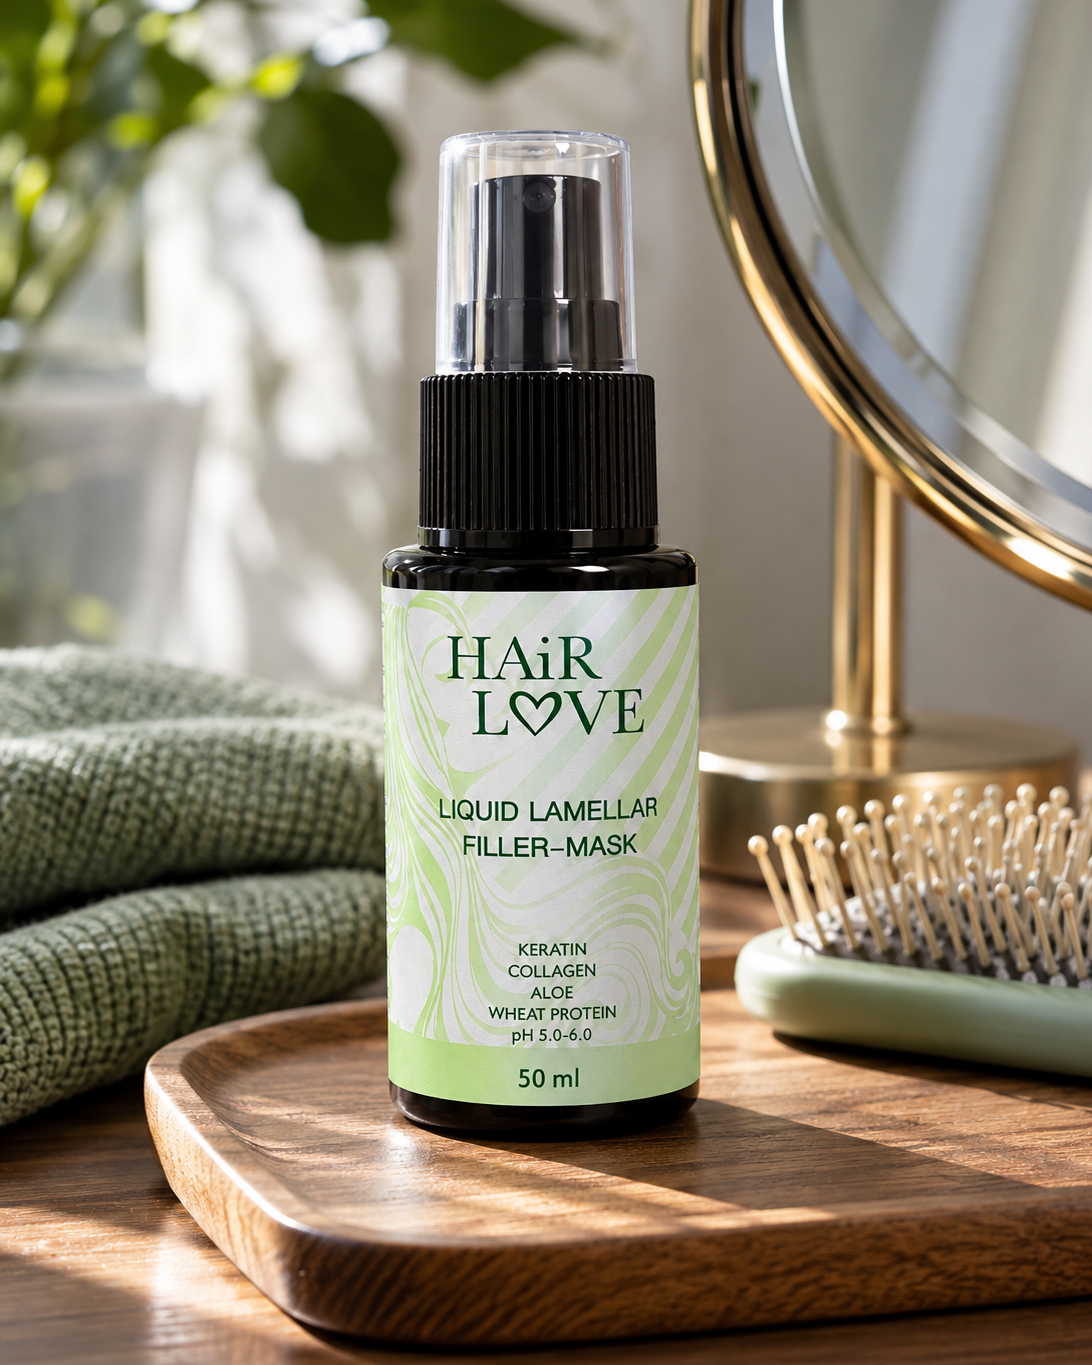 HAiR
LOVE
LIQUID LAMELLAR
FILLER-MASK
KERATIN
COLLAGEN
ALOE
WHEAT PROTEIN
pH 5.0-6.0
50 ml